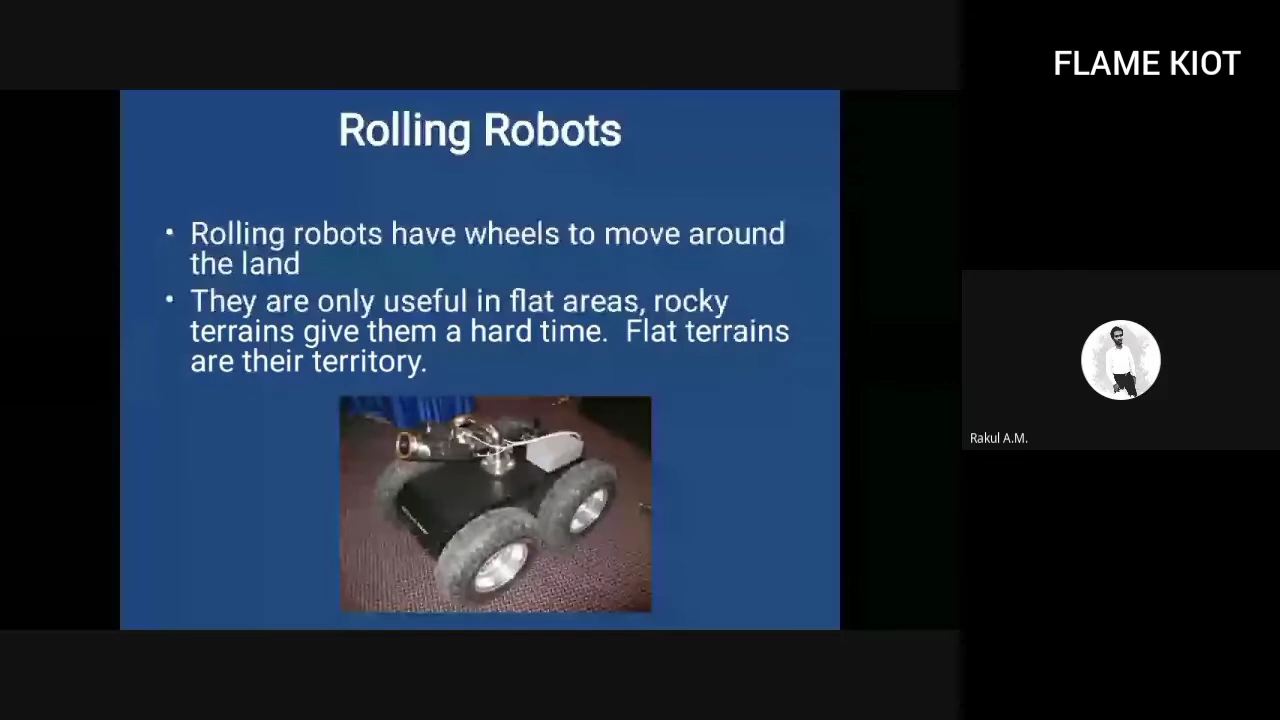 FLAME KIOT
Rolling Robots
• Rolling robots have wheels to move around
the land
• They are only useful in flat areas, rocky
terrains give them a hard time.  Flat terrains
are their territory.
Rakul A.M.